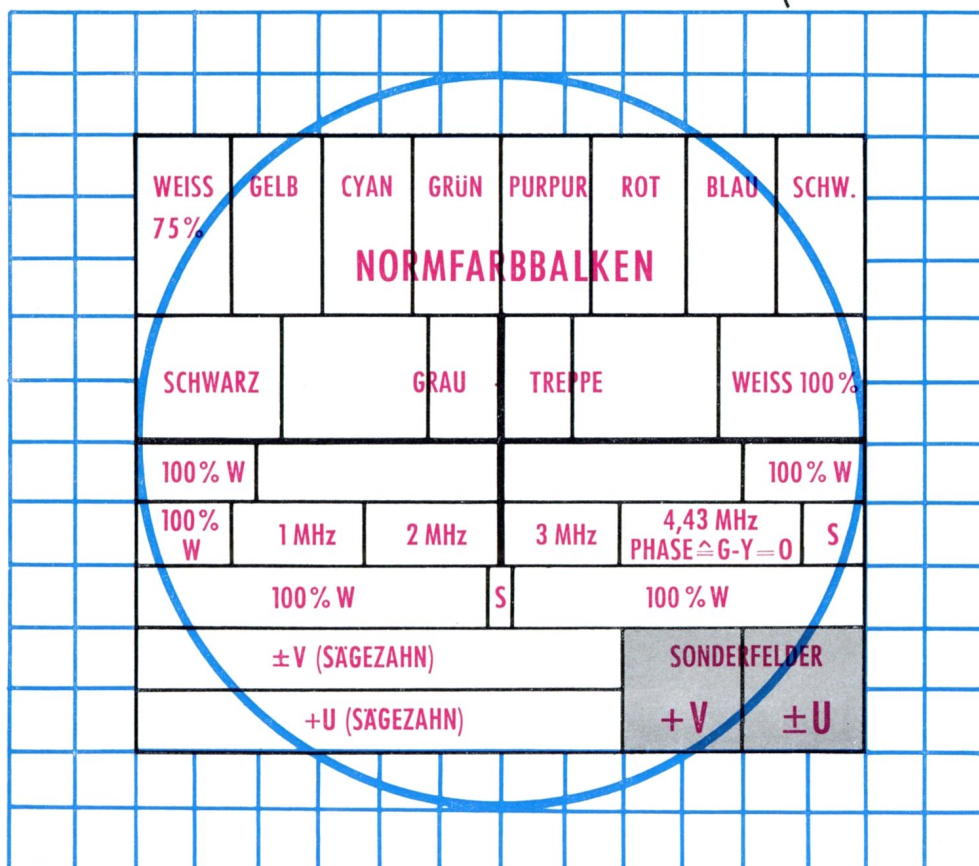 WEISS GELB CYAN GRÜN PURPUR ROT BLAU SCHW.
75%
NORMFARBBALKEN
SCHWARZ GRAU - TREPPE WEISS 100%
100% W 100% W
100% W 1 MHz 2 MHz 3 MHz 4,43 MHz PHASE ≙ G-Y = 0 S
100% W S 100% W
±V (SÄGEZAHN) SONDERFELDER
+U (SÄGEZAHN) +V ±U